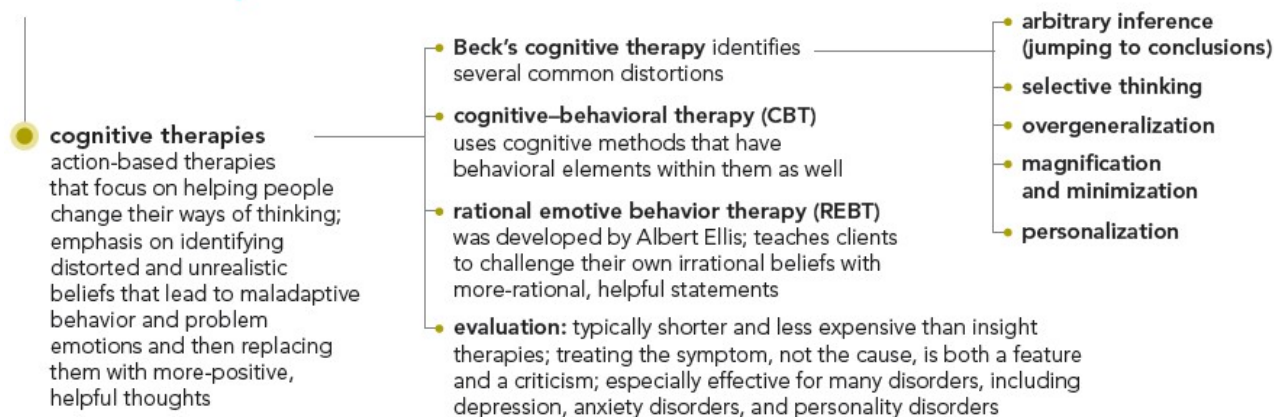 cognitive therapies
action-based therapies
that focus on helping people
change their ways of thinking;
emphasis on identifying
distorted and unrealistic
beliefs that lead to maladaptive
behavior and problem
emotions and then replacing
them with more-positive,
helpful thoughts
Beck's cognitive therapy identifies
several common distortions
cognitive–behavioral therapy (CBT)
uses cognitive methods that have
behavioral elements within them as well
rational emotive behavior therapy (REBT)
was developed by Albert Ellis; teaches clients
to challenge their own irrational beliefs with
more-rational, helpful statements
evaluation: typically shorter and less expensive than insight
therapies; treating the symptom, not the cause, is both a feature
and a criticism; especially effective for many disorders, including
depression, anxiety disorders, and personality disorders
arbitrary inference
(jumping to conclusions)
selective thinking
overgeneralization
magnification
and minimization
personalization